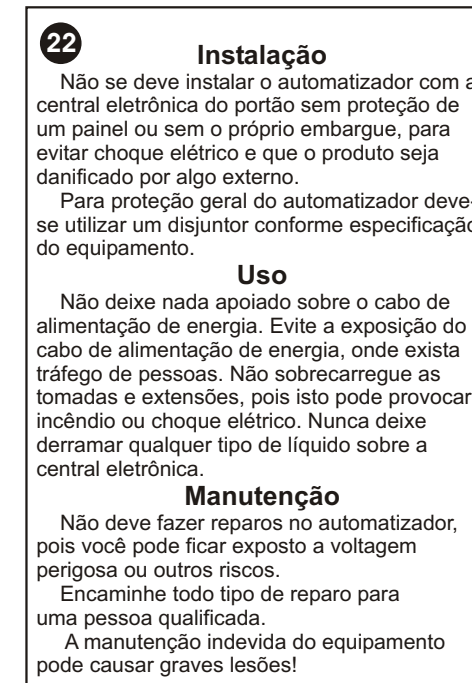 22
Instalação
Não se deve instalar o automatizador com a
central eletrônica do portão sem proteção de
um painel ou sem o próprio embargue, para
evitar choque elétrico e que o produto seja
danificado por algo externo.
Para proteção geral do automatizador deve-
se utilizar um disjuntor conforme especificação
do equipamento.
Uso
Não deixe nada apoiado sobre o cabo de
alimentação de energia. Evite a exposição do
cabo de alimentação de energia, onde exista
tráfego de pessoas. Não sobrecarregue as
tomadas e extensões, pois isto pode provocar
incêndio ou choque elétrico. Nunca deixe
derramar qualquer tipo de líquido sobre a
central eletrônica.
Manutenção
Não deve fazer reparos no automatizador,
pois você pode ficar exposto a voltagem
perigosa ou outros riscos.
Encaminhe todo tipo de reparo para
uma pessoa qualificada.
A manutenção indevida do equipamento
pode causar graves lesões!